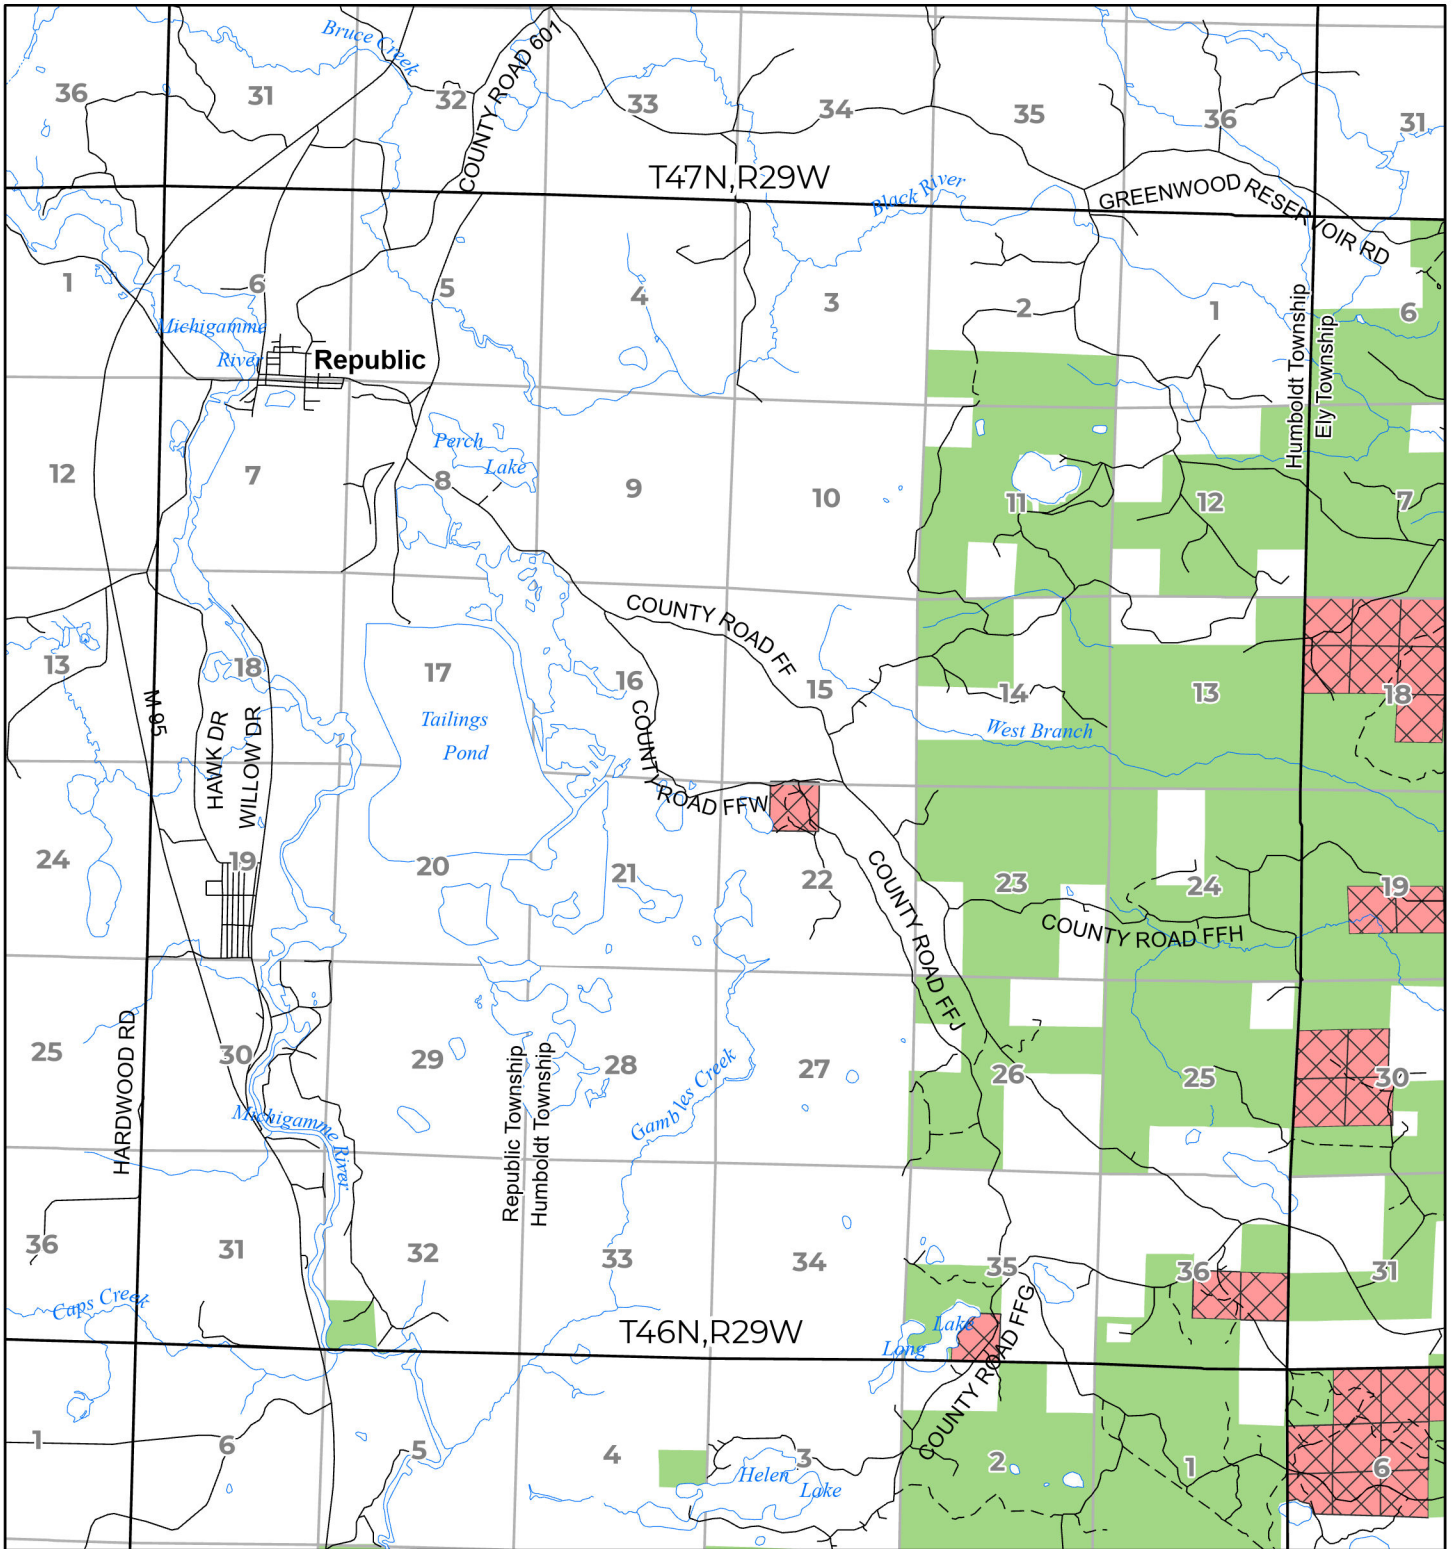 Bruce Creek
COUNTY ROAD 601
36
31
32
33
34
35
36
31
T47N,R29W
Black River
GREENWOOD RESERVOIR RD
1
6
5
4
3
2
1
6
Michigamme
River
Republic
Humboldt Township
Ely Township
Perch
Lake
12
7
8
9
10
11
12
7
COUNTY ROAD FF
13
18
17
16
15
14
13
18
M 95
HAWK DR
WILLOW DR
Tailings
Pond
COUNTY ROAD FFW
West Branch
24
19
20
21
22
23
24
19
COUNTY ROAD FFJ
COUNTY ROAD FFH
HARDWOOD RD
25
30
29
28
27
26
25
30
Republic Township
Humboldt Township
Gambles Creek
Michigamme River
36
31
32
33
34
35
36
31
Caps Creek
T46N,R29W
Long
Lake
COUNTY ROAD FFG
1
6
5
4
3
2
1
6
Helen
Lake